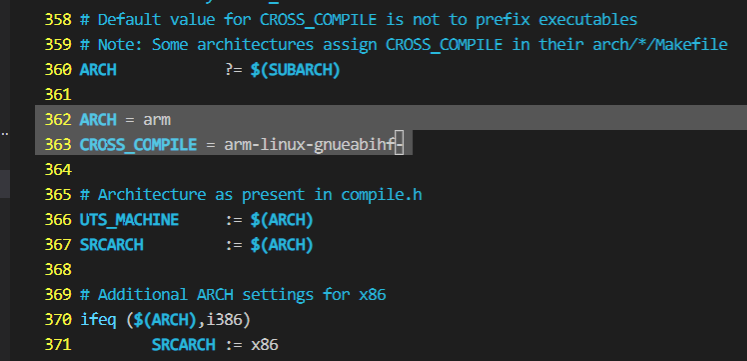 358 # Default value for CROSS_COMPILE is not to prefix executables
359 # Note: Some architectures assign CROSS_COMPILE in their arch/*/Makefile
360 ARCH ?= $(SUBARCH)
361
362 ARCH = arm
363 CROSS_COMPILE = arm-linux-gnueabihf-
364
365 # Architecture as present in compile.h
366 UTS_MACHINE := $(ARCH)
367 SRCARCH := $(ARCH)
368
369 # Additional ARCH settings for x86
370 ifeq ($(ARCH),i386)
371 SRCARCH := x86